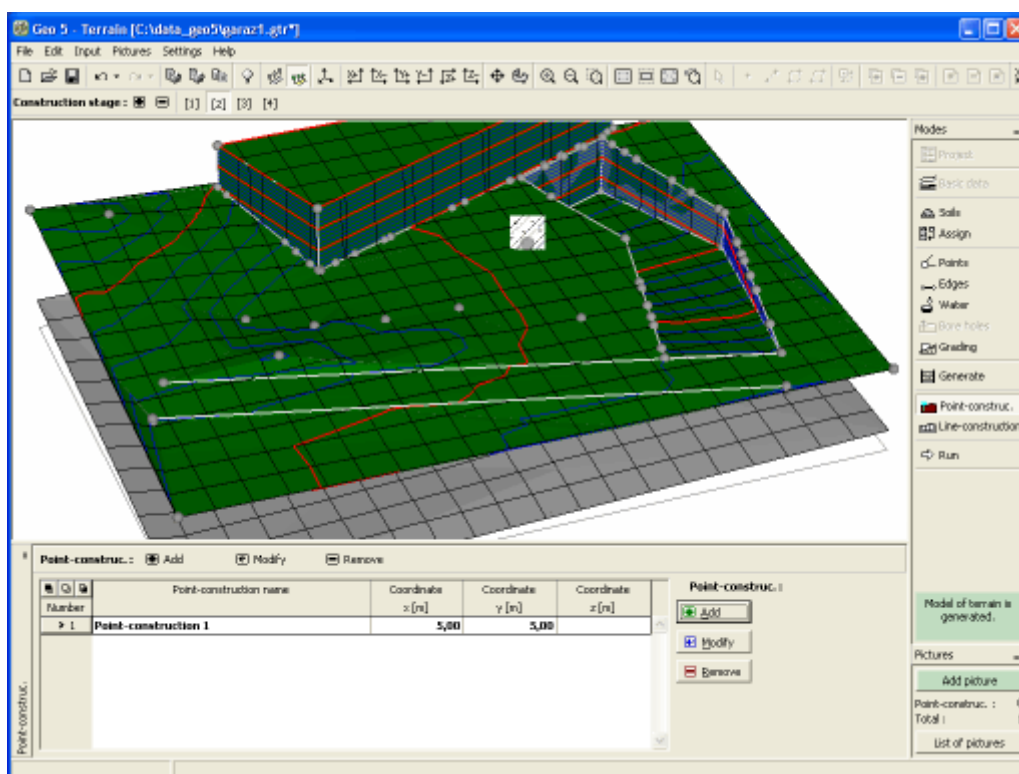 Geo 5 - Terrain [C:\data_geo5\garaz1.gtr*]
File Edit Input Pictures Settings Help
Construction stage : [1] [2] [3] [4]
Modes
Project
Basic data
Soils
Assign
Points
Edges
Water
Bore holes
Grading
Generate
Point-construc.
Line-construction
Run
Model of terrain is
generated.
Pictures
Add picture
Point-construc. :
Total :
List of pictures
Point-construc.
Point-construc. : Add Modify Remove
Number Point-construction name Coordinate x [m] Coordinate y [m] Coordinate z [m]
1 Point-construction 1 5,00 5,00
Point-construc. :
Add
Modify
Remove